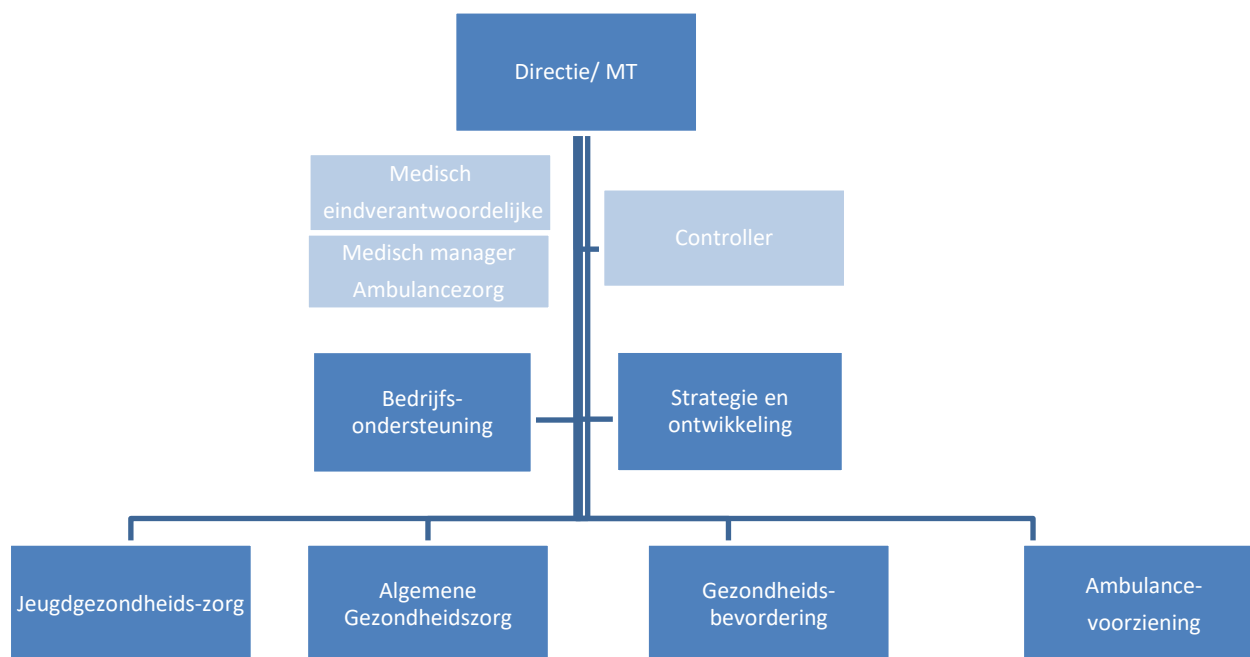 Directie/ MT
Medisch
eindverantwoordelijke
Medisch manager
Ambulancezorg
Controller
Bedrijfs-
ondersteuning
Strategie en
ontwikkeling
Jeugdgezondheids-zorg
Algemene
Gezondheidszorg
Gezondheids-
bevordering
Ambulance-
voorziening